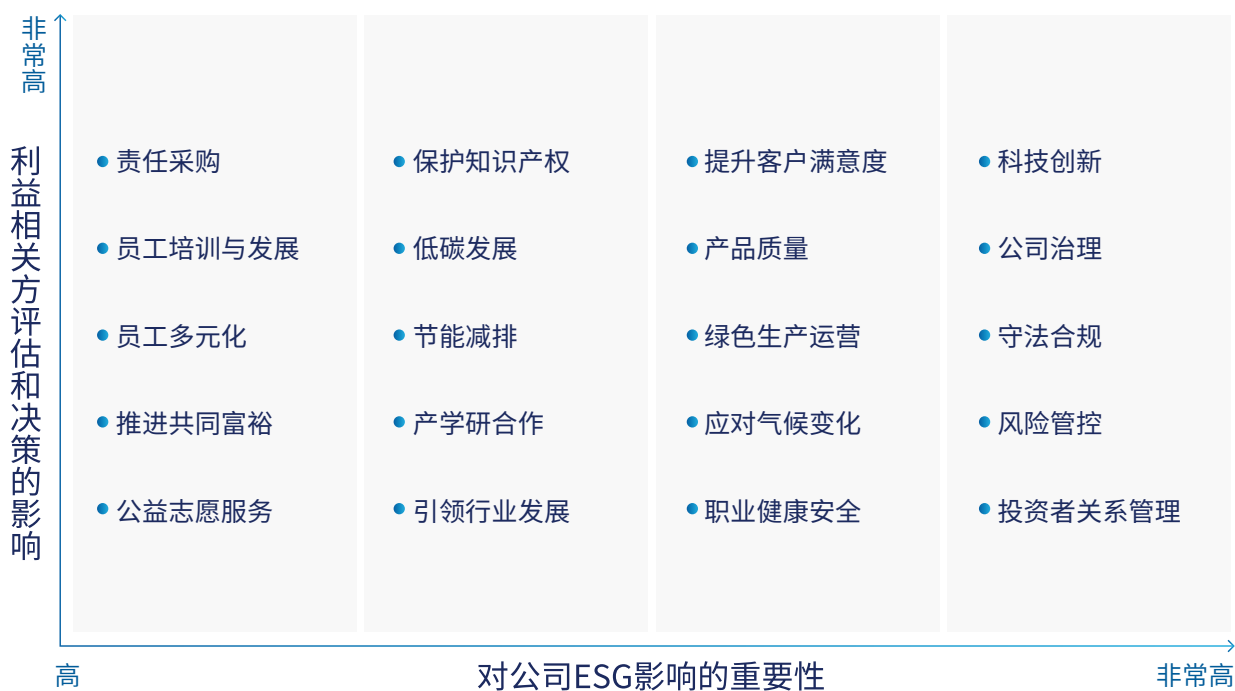 非常高
利益相关方评估和决策的影响
责任采购
员工培训与发展
员工多元化
推进共同富裕
公益志愿服务
保护知识产权
低碳发展
节能减排
产学研合作
引领行业发展
提升客户满意度
产品质量
绿色生产运营
应对气候变化
职业健康安全
科技创新
公司治理
守法合规
风险管控
投资者关系管理
高
对公司ESG影响的重要性
非常高